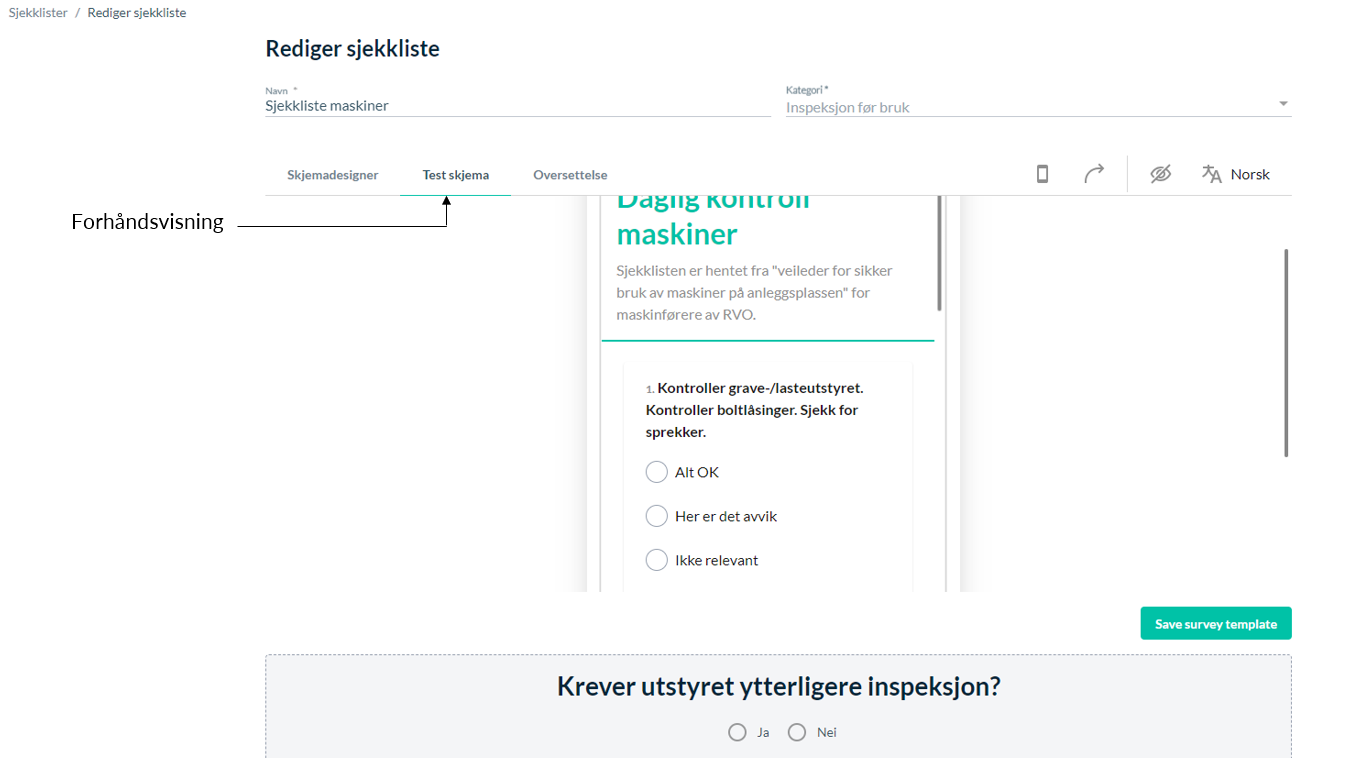 Sjekklister / Rediger sjekkliste
Rediger sjekkliste
Navn *
Sjekkliste maskiner
Kategori *
Inspeksjon før bruk
Skjemadesigner Test skjema Oversettelse Norsk
Forhåndsvisning
Daglig kontroll
maskiner
Sjekklisten er hentet fra "veileder for sikker
bruk av maskiner på anleggsplassen" for
maskinførere av RVO.
1. Kontroller grave-/lasteutstyret.
Kontroller boltlåsinger. Sjekk for
sprekker.
Alt OK
Her er det avvik
Ikke relevant
Save survey template
Krever utstyret ytterligere inspeksjon?
Ja Nei